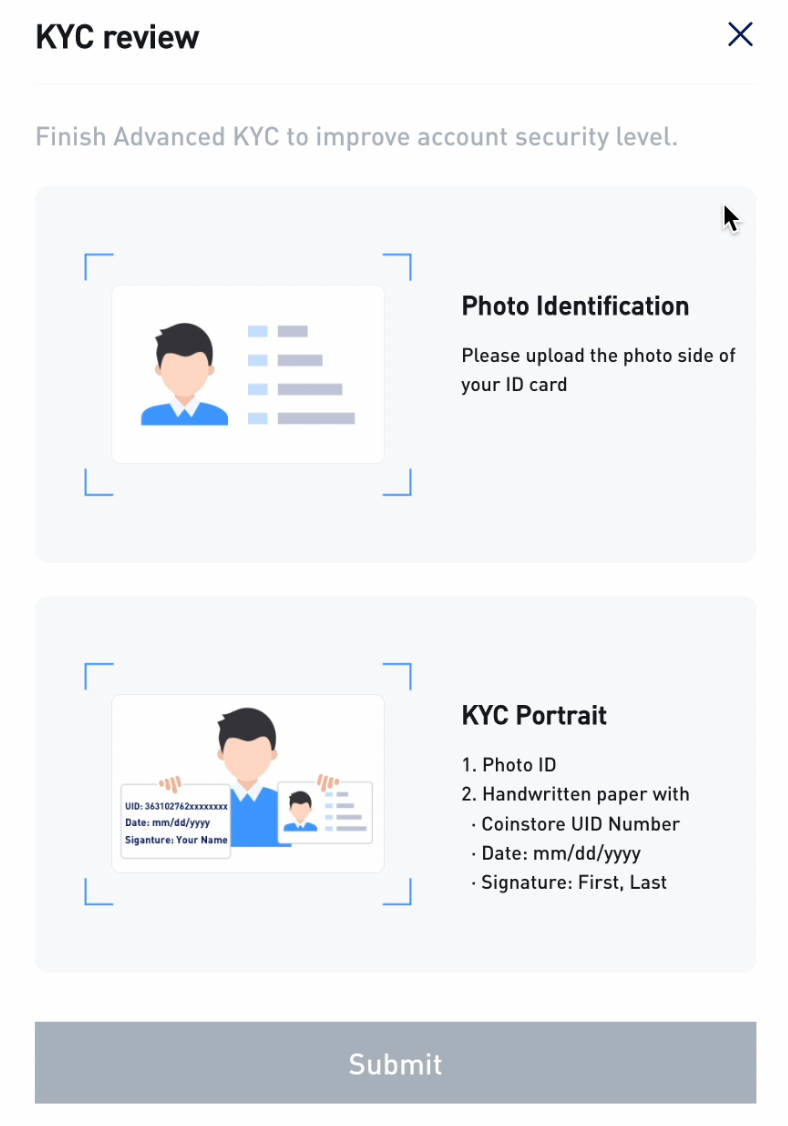 KYC review
Finish Advanced KYC to improve account security level.
Photo Identification
Please upload the photo side of
your ID card
UID: 363102762xxxxxxxx
Date: mm/dd/yyyy
Siganture: Your Name
KYC Portrait
1. Photo ID
2. Handwritten paper with
· Coinstore UID Number
· Date: mm/dd/yyyy
· Signature: First, Last
Submit